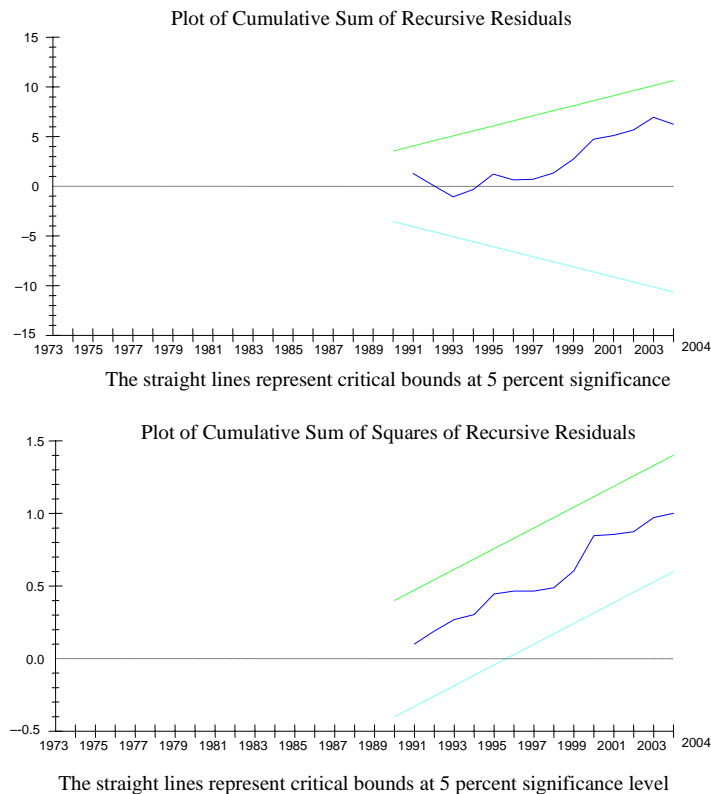 Plot of Cumulative Sum of Recursive Residuals
15
10
5
0
–5
–10
–15
1973 1975 1977 1979 1981 1983 1985 1987 1989 1991 1993 1995 1997 1999 2001 2003 2004
The straight lines represent critical bounds at 5 percent significance
Plot of Cumulative Sum of Squares of Recursive Residuals
1.5
1.0
0.5
0.0
–0.5
1973 1975 1977 1979 1981 1983 1985 1987 1989 1991 1993 1995 1997 1999 2001 2003 2004
The straight lines represent critical bounds at 5 percent significance level